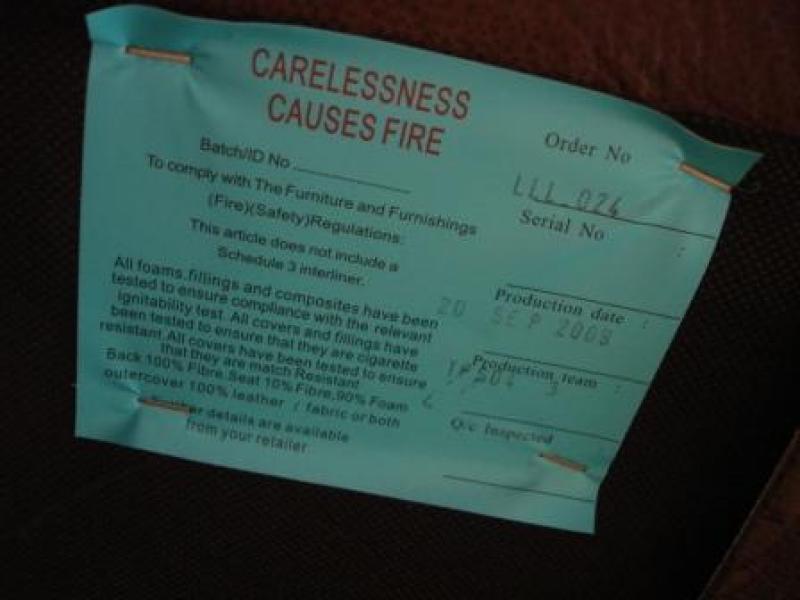 CARELESSNESS
CAUSES FIRE
Batch/ID No
To comply with The Furniture and Furnishings
(Fire)(Safety)Regulations:
This article does not include a
Schedule 3 interliner.
All foams,fillings and composites have been
tested to ensure compliance with the relevant
ignitability test. All covers and fillings have
been tested to ensure that they are cigarette
resistant.All covers have been tested to ensure
that they are match Resistant
Back 100% Fibre.Seat 10% Fibre,90% Foam
outercover 100% leather / fabric or both
details are available
from your retailer
Order No
LLL-024
Serial No :
Production date :
20 SEP 2008
Production team :
Q/c Inspected